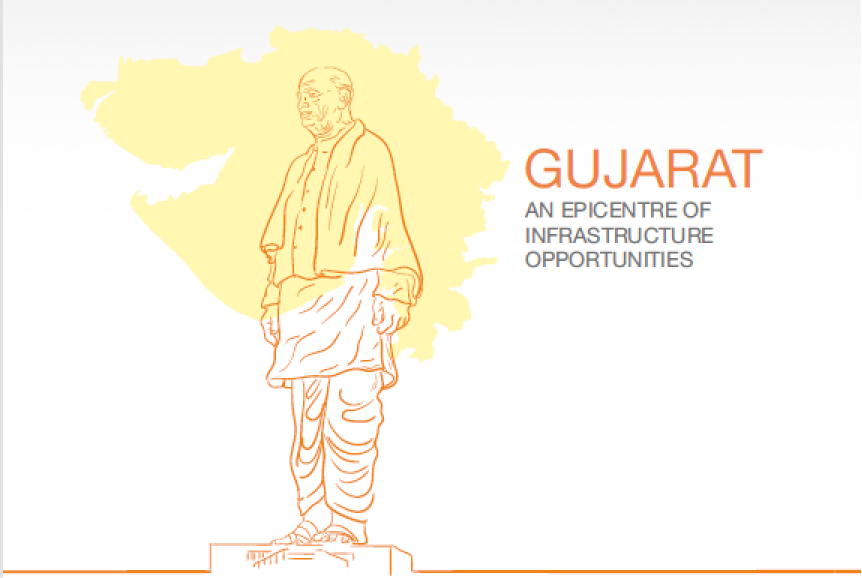 GUJARAT
AN EPICENTRE OF
INFRASTRUCTURE
OPPORTUNITIES